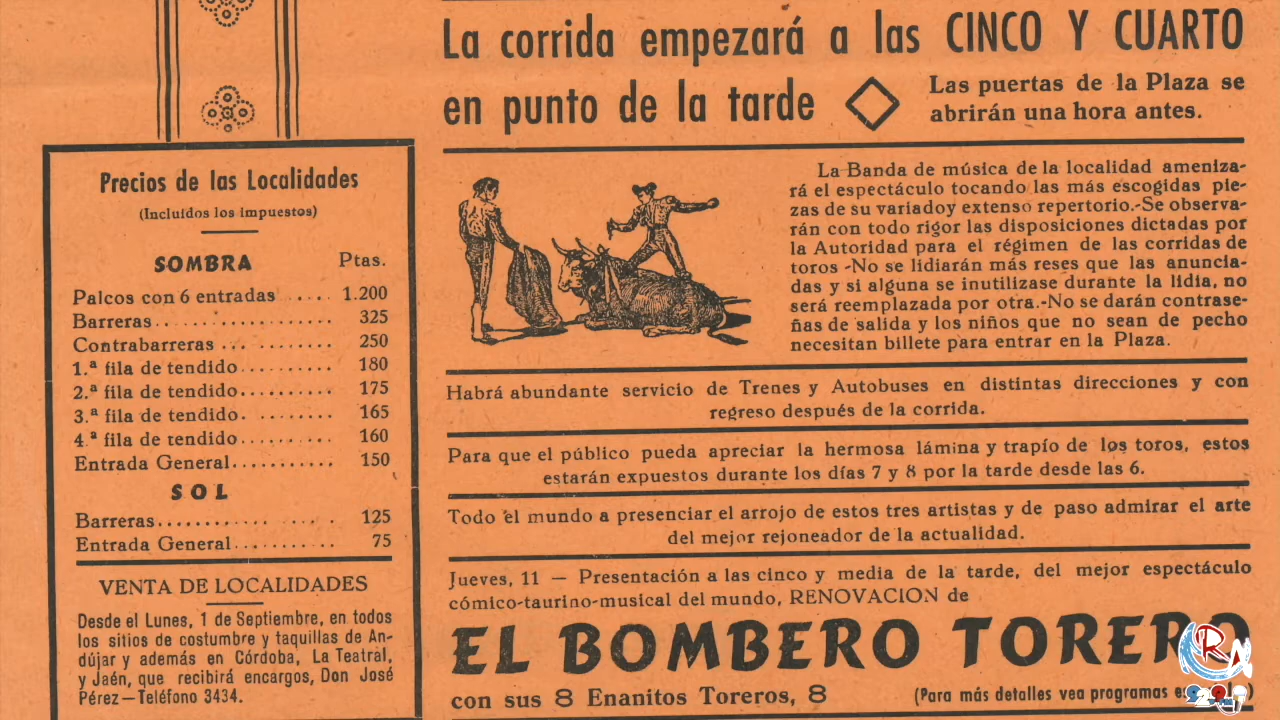 La corrida empezará a las CINCO Y CUARTO
en punto de la tarde
Las puertas de la Plaza se
abrirán una hora antes.
Precios de las Localidades
(Incluídos los impuestos)
SOMBRA Ptas.
Palcos con 6 entradas ..... 1.200
Barreras.................. 325
Contrabarreras ........... 250
1.ª fila de tendido.......... 180
2.ª fila de tendido.......... 175
3.ª fila de tendido.......... 165
4.ª fila de tendido.......... 160
Entrada General........... 150
SOL
Barreras.................. 125
Entrada General........... 75
VENTA DE LOCALIDADES
Desde el Lunes, 1 de Septiembre, en todos
los sitios de costumbre y taquillas de An-
dújar y además en Córdoba, La Teatral,
y Jaén, que recibirá encargos, Don José
Pérez—Teléfono 3434.
La Banda de música de la localidad ameniza-
rá el espectáculo tocando las más escogidas pie-
zas de su variadoy extenso repertorio.-Se observa-
rán con todo rigor las disposiciones dictadas por
la Autoridad para el régimen de las corridas de
toros -No se lidiarán más reses que las anuncia-
das y si alguna se inutilizase durante la lidia, no
será reemplazada por otra.-No se darán contrase-
ñas de salida y los niños que no sean de pecho
necesitan billete para entrar en la Plaza.
Habrá abundante servicio de Trenes y Autobuses en distintas direcciones y con
regreso después de la corrida.
Para que el público pueda apreciar la hermosa lámina y trapío de los toros, estos
estarán expuestos durante los días 7 y 8 por la tarde desde las 6.
Todo el mundo a presenciar el arrojo de estos tres artistas y de paso admirar el arte
del mejor rejoneador de la actualidad.
Jueves, 11 — Presentación a las cinco y media de la tarde, del mejor espectáculo
cómico-taurino-musical del mundo, RENOVACION de
EL BOMBERO TORERO
con sus 8 Enanitos Toreros, 8
(Para más detalles vea programas